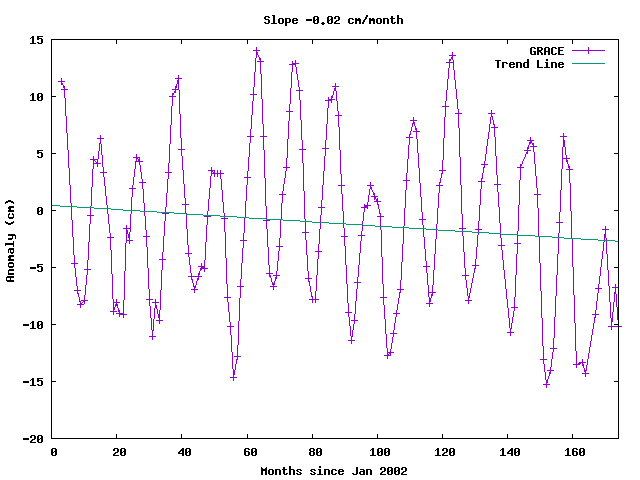 Slope -0.02 cm/month
GRACE
Trend Line
15
10
5
0
-5
-10
-15
-20
Anomaly (cm)
0 20 40 60 80 100 120 140 160
Months since Jan 2002